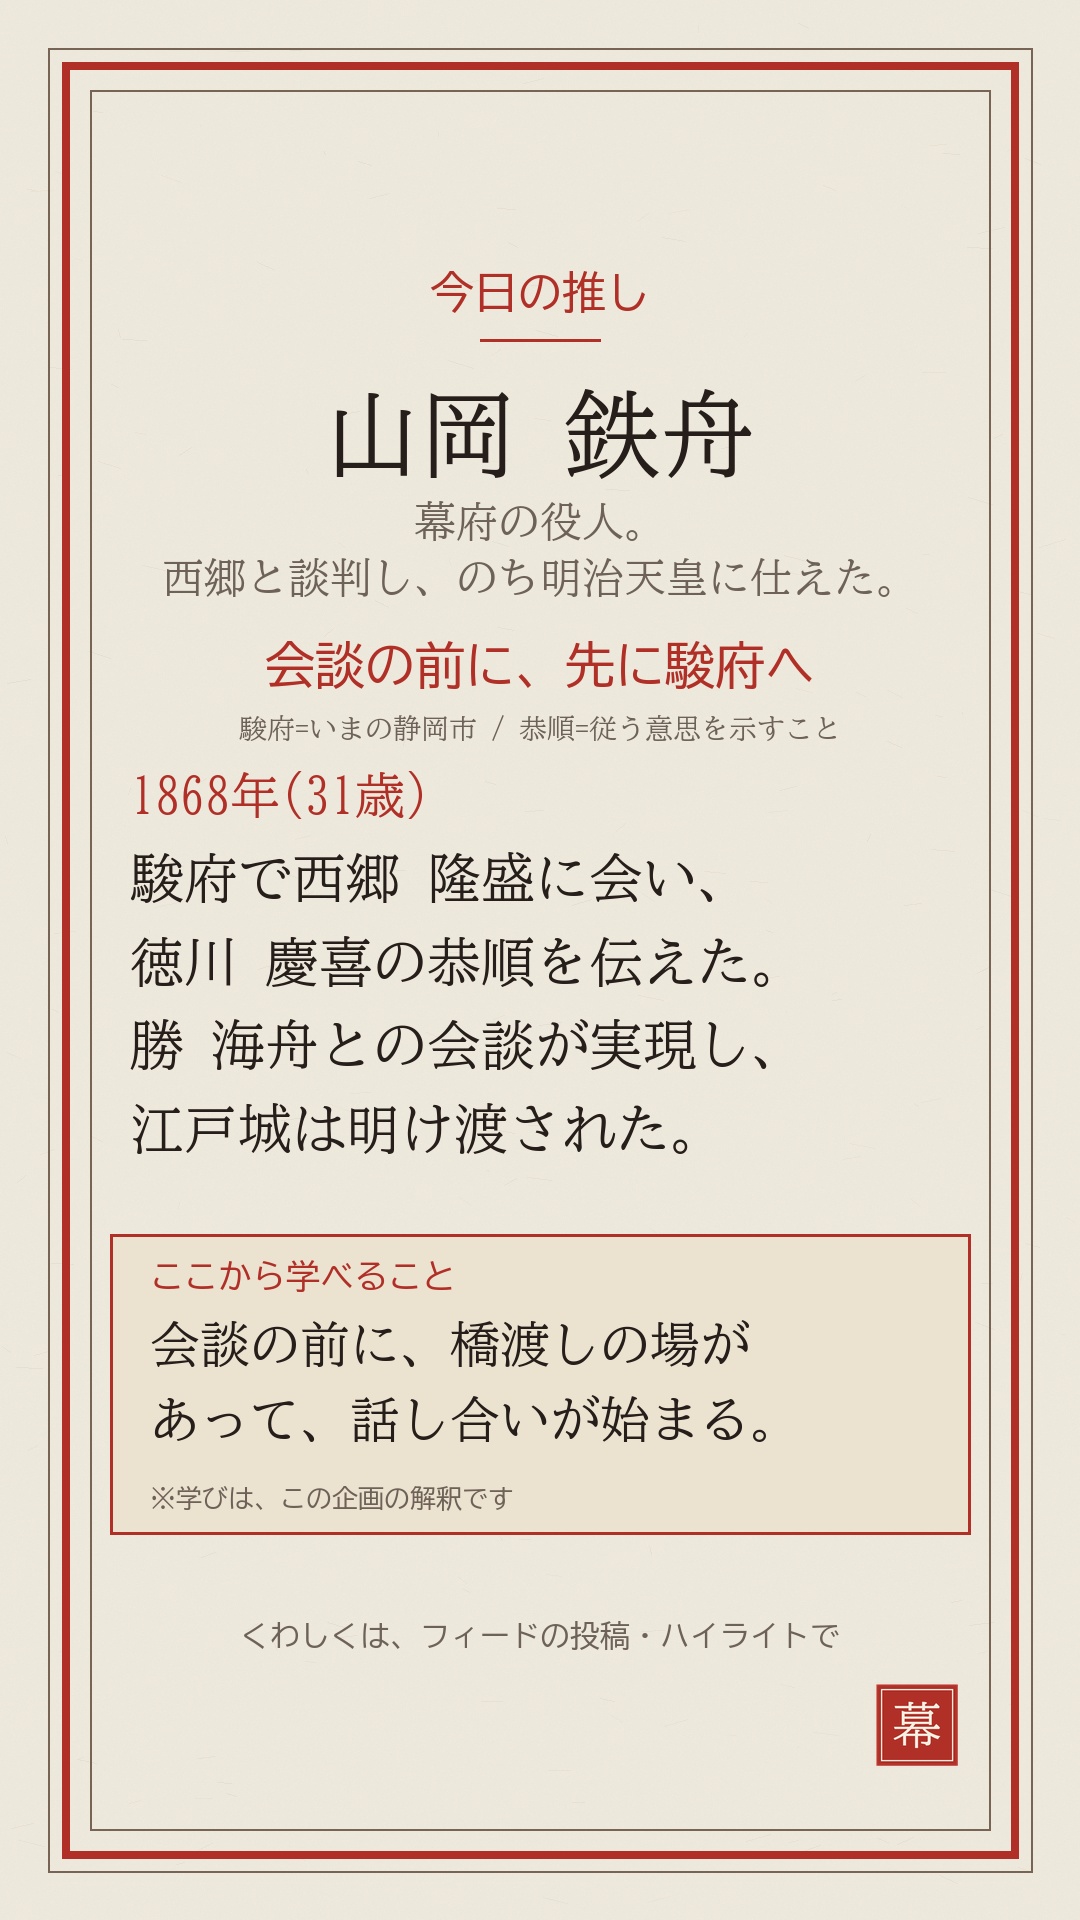 今日の推し
山岡 鉄舟
幕府の役人。
西郷と談判し、のち明治天皇に仕えた。
会談の前に、先に駿府へ
駿府=いまの静岡市 / 恭順=従う意思を示すこと
1868年(31歳)
駿府で西郷 隆盛に会い、
徳川 慶喜の恭順を伝えた。
勝 海舟との会談が実現し、
江戸城は明け渡された。
ここから学べること
会談の前に、橋渡しの場が
あって、話し合いが始まる。
※学びは、この企画の解釈です
くわしくは、フィードの投稿・ハイライトで
幕